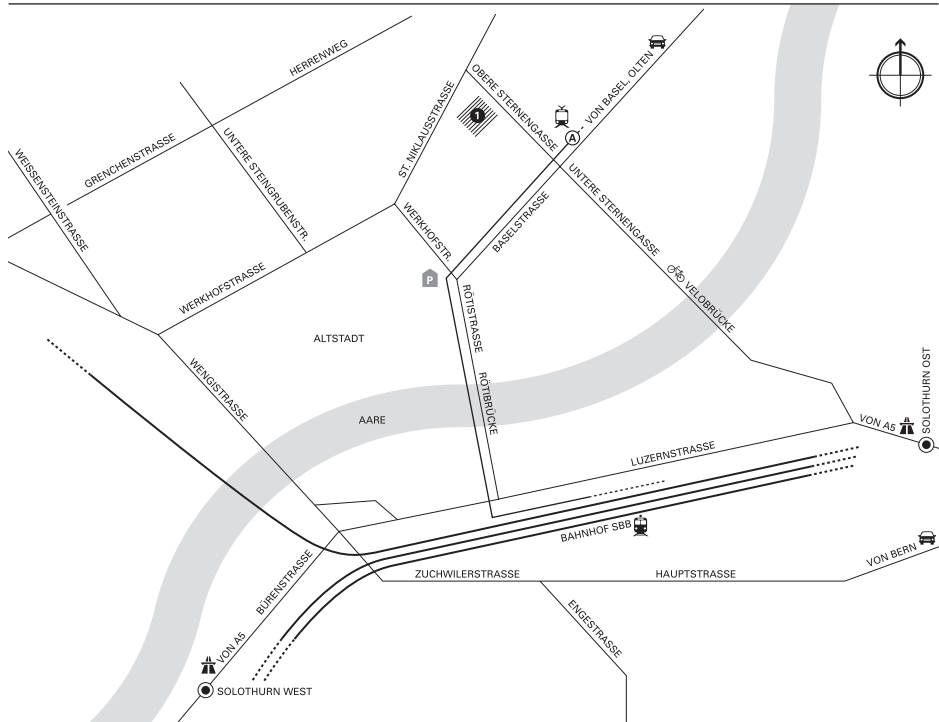 HERRENWEG
GRENCHENSTRASSE
WEISSENSTEINSTRASSE
UNTERE STEINGRUBENSTR.
ST. NIKLAUSSTRASSE
OBERE STERNENGASSE
VON BASEL, OLTEN
1
A
UNTERE STERNENGASSE
BASELSTRASSE
WERKHOFSTR.
WERKHOFSTRASSE
P
RÖTISTRASSE
VELOBRÜCKE
ALTSTADT
WENGISTRASSE
RÖTIBRÜCKE
AARE
VON A5
SOLOTHURN OST
LUZERNSTRASSE
BAHNHOF SBB
VON BERN
ZUCHWILERSTRASSE
HAUPTSTRASSE
BÜRENSTRASSE
ENGESTRASSE
VON A5
SOLOTHURN WEST